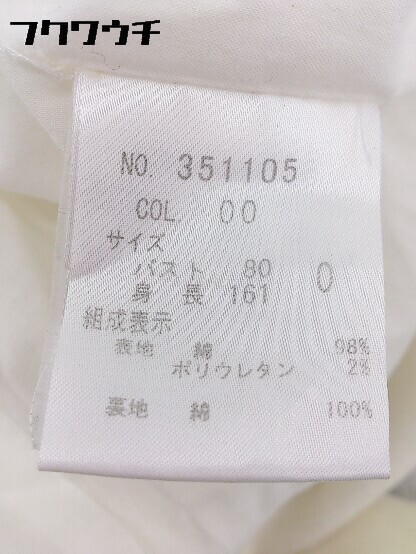 フクワウチ
NO. 351105
COL 00
サイズ
バスト 80
身 長 161 0
組成表示
表地 綿 98%
ポリウレタン 2%
裏地 綿 100%